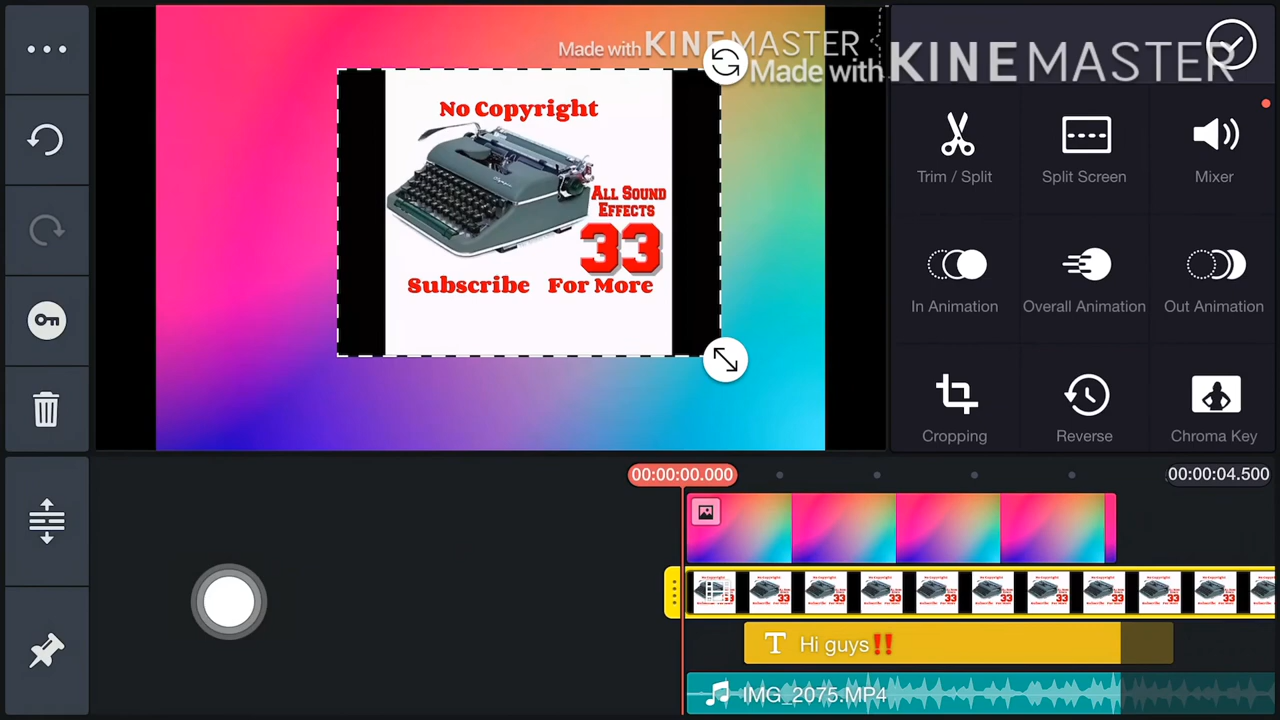 Made with KINEMASTER
Made with KINEMASTER
No Copyright
All Sound
Effects
33
Subscribe For More
Trim / Split
Split Screen
Mixer
In Animation
Overall Animation
Out Animation
Cropping
Reverse
Chroma Key
00:00:00.000
00:00:04.500
T Hi guys‼️
IMG_2075.MP4